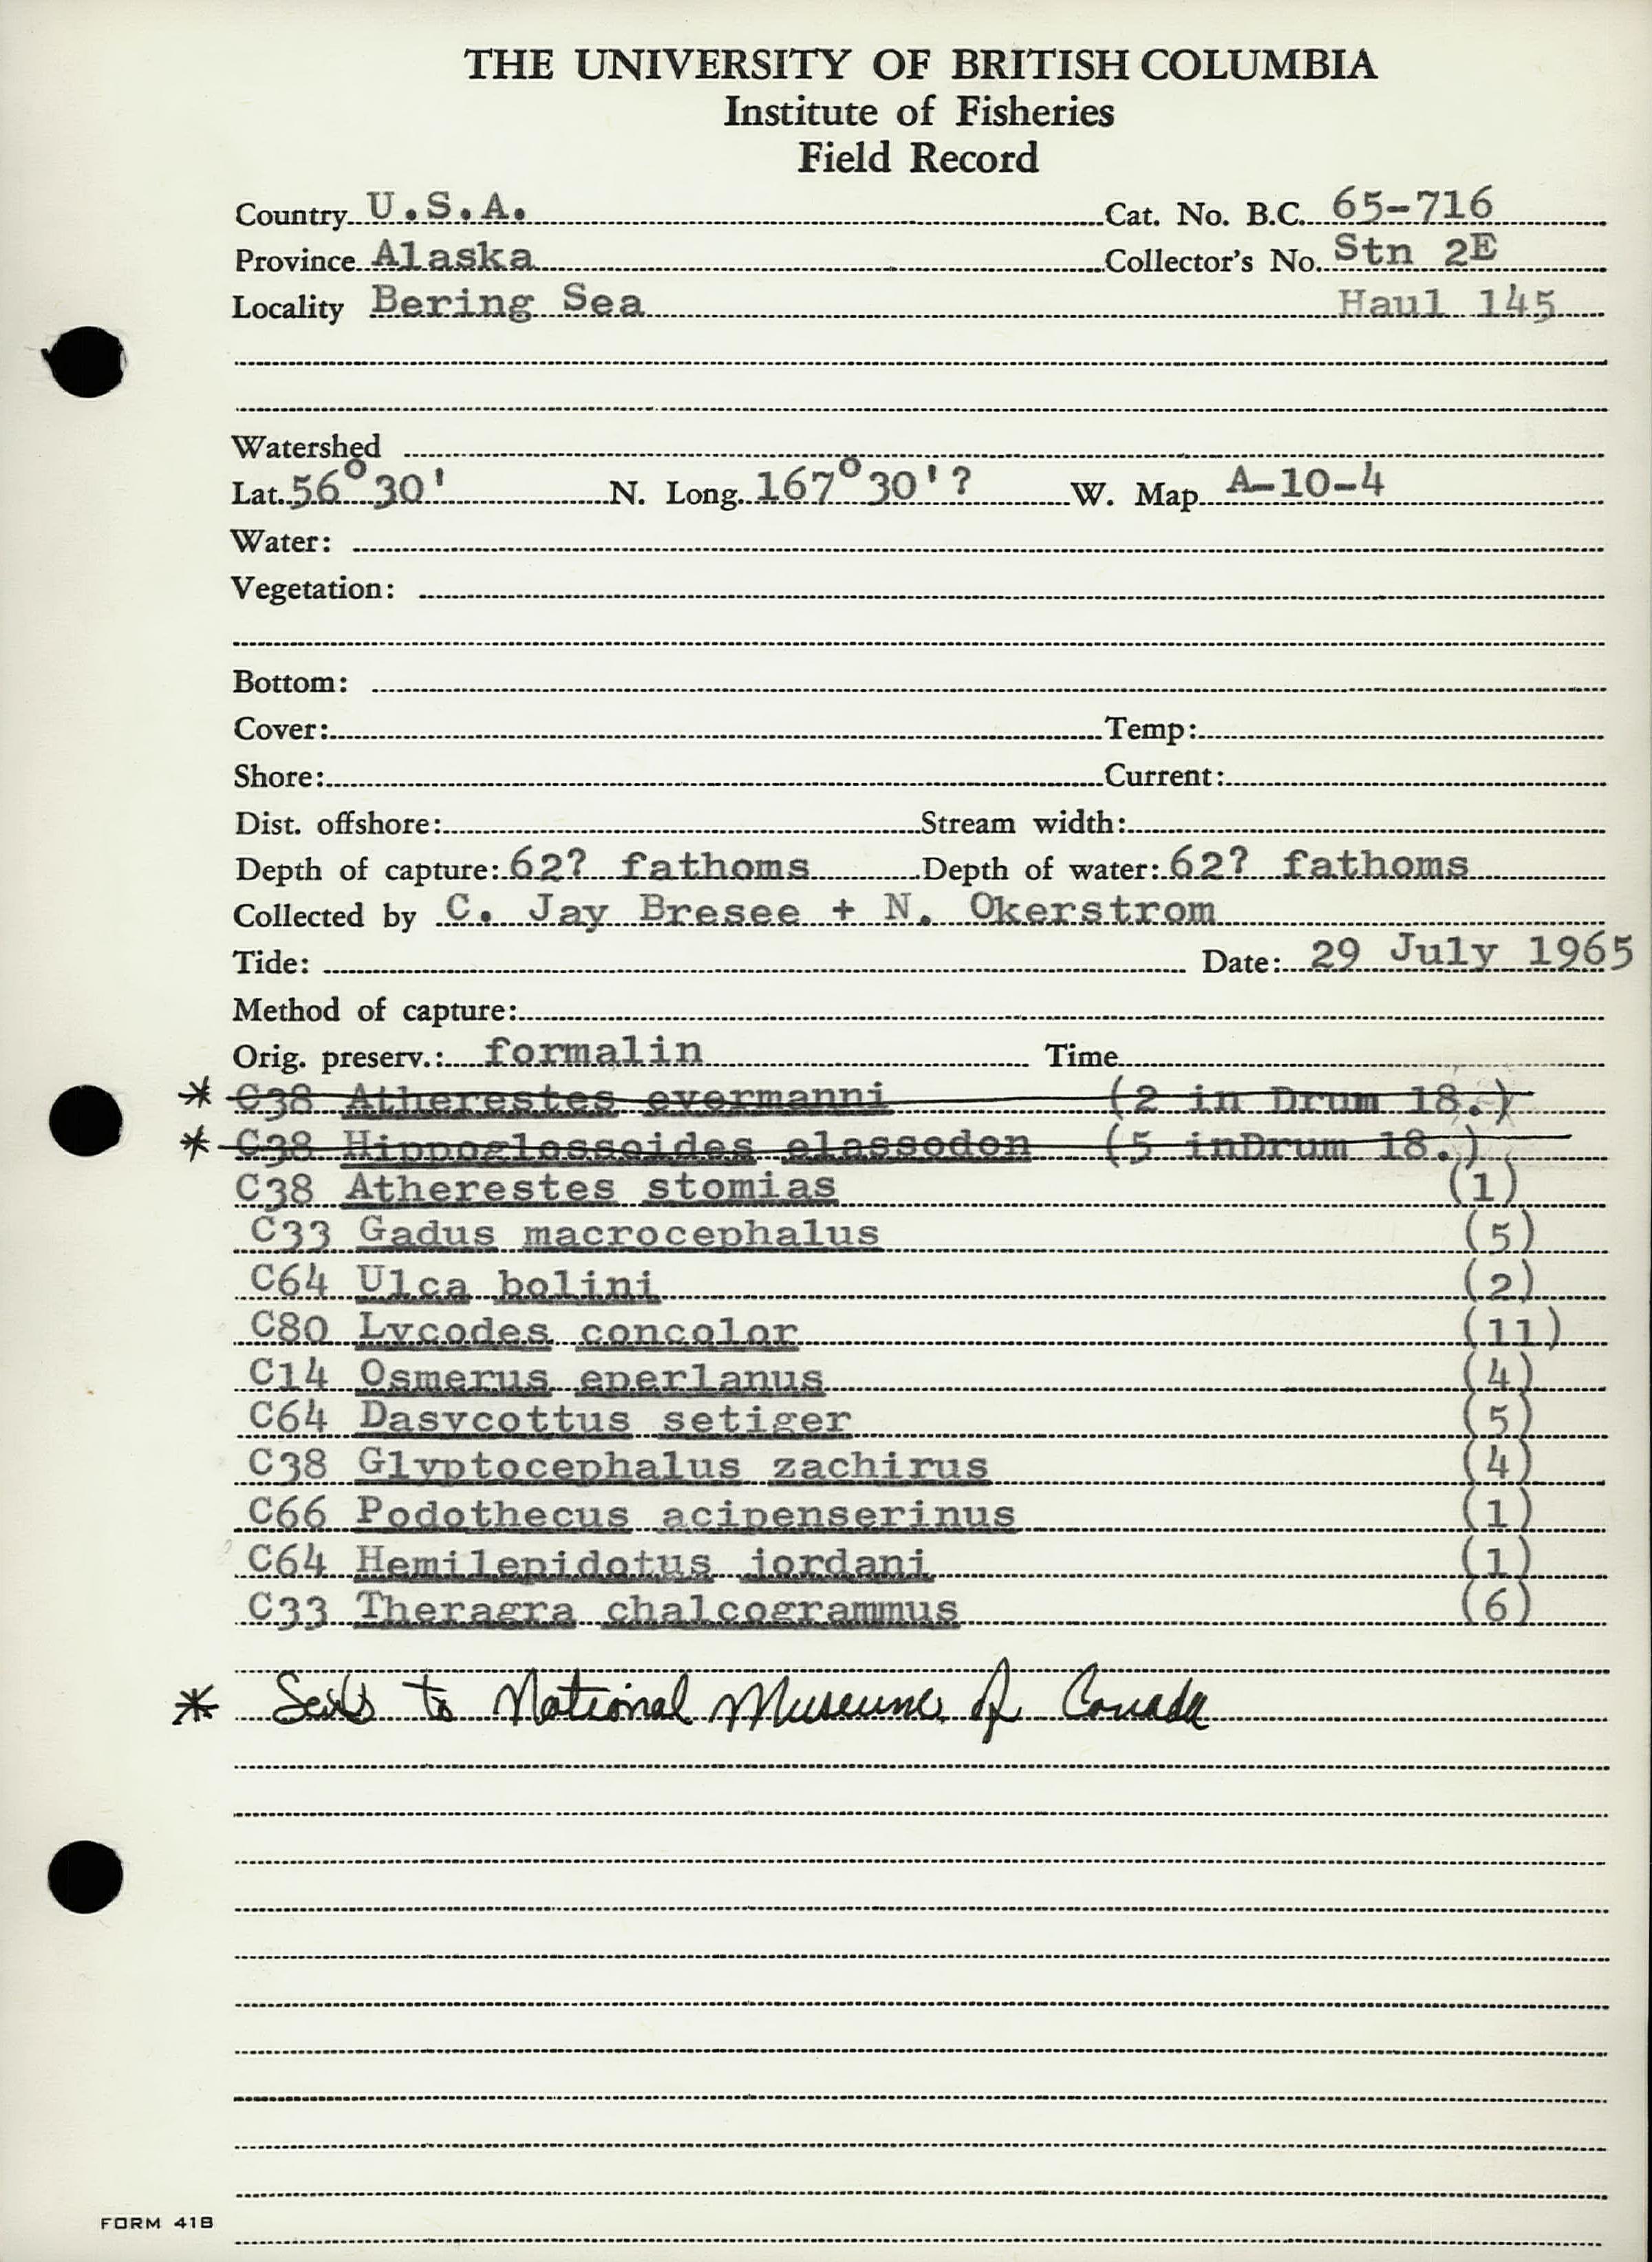 THE UNIVERSITY OF BRITISH COLUMBIA
Institute of Fisheries
Field Record
Country U.S.A. Cat. No. B.C. 65-716
Province Alaska Collector's No. Stn 2E
Locality Bering Sea Haul 145
Watershed
Lat. 56°30' N. Long. 167°30'? W. Map A-10-4
Water:
Vegetation:
Bottom:
Cover: Temp:
Shore: Current:
Dist. offshore: Stream width:
Depth of capture: 62? fathoms Depth of water: 62? fathoms
Collected by C. Jay Bresee + N. Okerstrom
Tide: Date: 29 July 1965
Method of capture:
Orig. preserv.: formalin Time
* C38 Atherestes evermanni (2 in Drum 18.)
* C38 Hippoglossoides elassodon (5 inDrum 18.)
C38 Atherestes stomias (1)
C33 Gadus macrocephalus (5)
C64 Ulca bolini (2)
C80 Lycodes concolor (11)
C14 Osmerus eperlanus (4)
C64 Dasycottus setiger (5)
C38 Glyptocephalus zachirus (4)
C66 Podothecus acipenserinus (1)
C64 Hemilepidotus jordani (1)
C33 Theragra chalcogrammus (6)
* to National Museums of Canada
FORM 41B